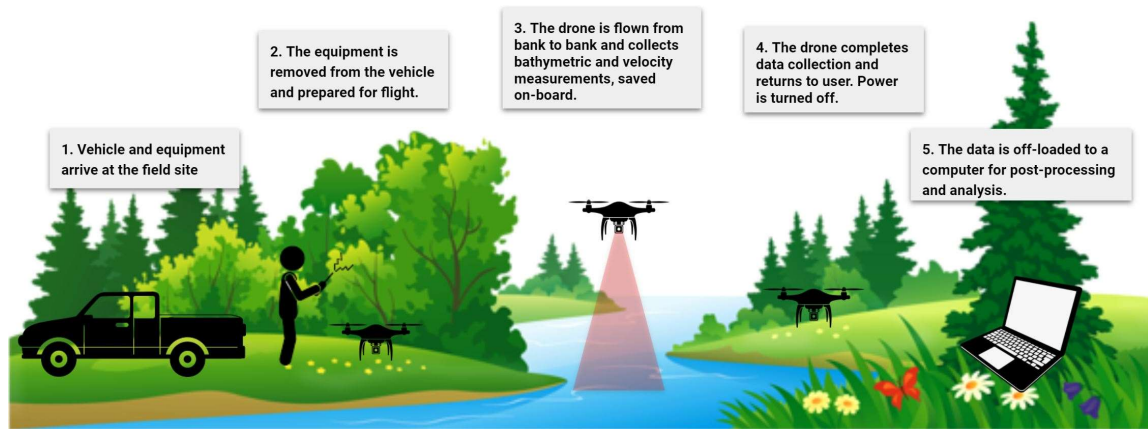 1. Vehicle and equipment
arrive at the field site
2. The equipment is
removed from the vehicle
and prepared for flight.
3. The drone is flown from
bank to bank and collects
bathymetric and velocity
measurements, saved
on-board.
4. The drone completes
data collection and
returns to user. Power
is turned off.
5. The data is off-loaded to a
computer for post-processing
and analysis.